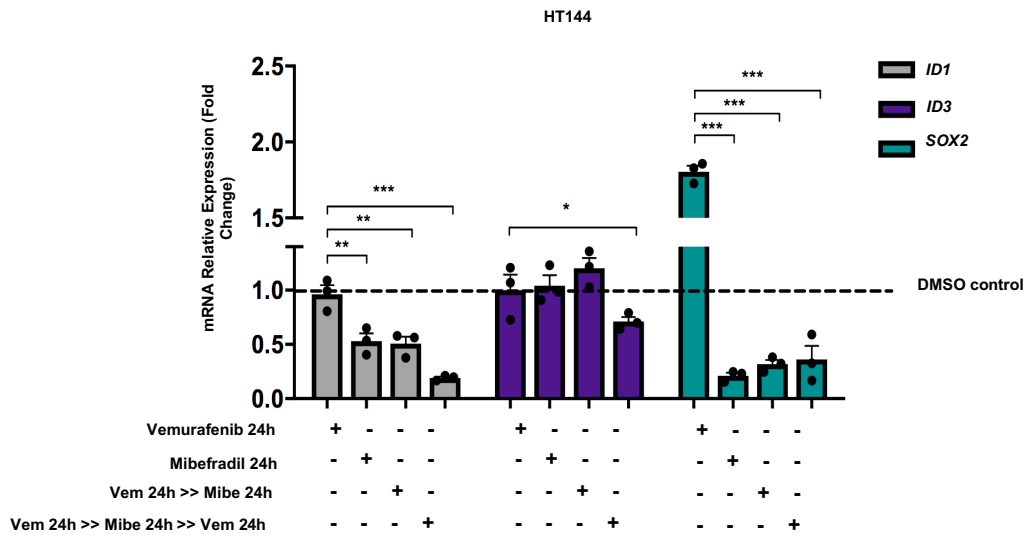 HT144
mRNA Relative Expression (Fold
Change)
2.5
2.0
1.5
1.0
0.5
0.0
***
**
**
*
***
***
***
ID1
ID3
SOX2
DMSO control
Vemurafenib 24h + - - - + - - - + - - -
Mibefradil 24h - + - - - + - - - + - -
Vem 24h >> Mibe 24h - - + - - - + - - - + -
Vem 24h >> Mibe 24h >> Vem 24h - - - + - - - + - - - +